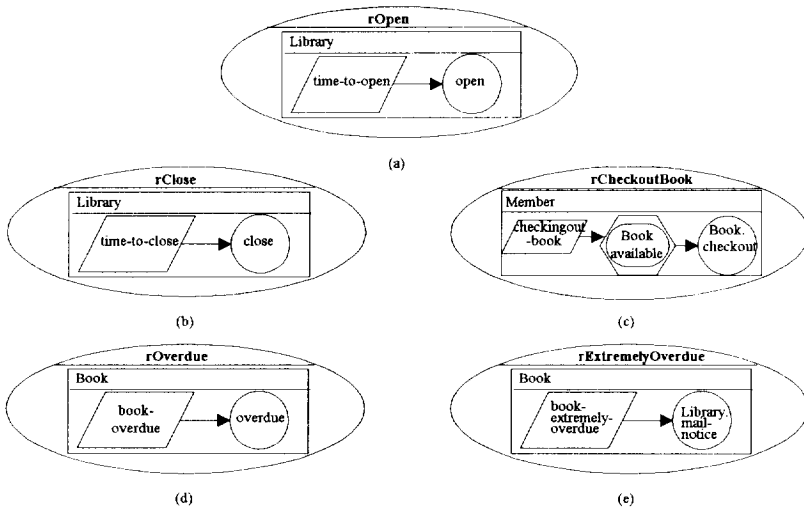 rOpen
Library
time-to-open
open
(a)
rClose
Library
time-to-close
close
(b)
rCheckoutBook
Member
checkingout
-book
Book
available
Book.
checkout
(c)
rOverdue
Book
book-
overdue
overdue
(d)
rExtremelyOverdue
Book
book-
extremely-
overdue
Library.
mail-
notice
(e)